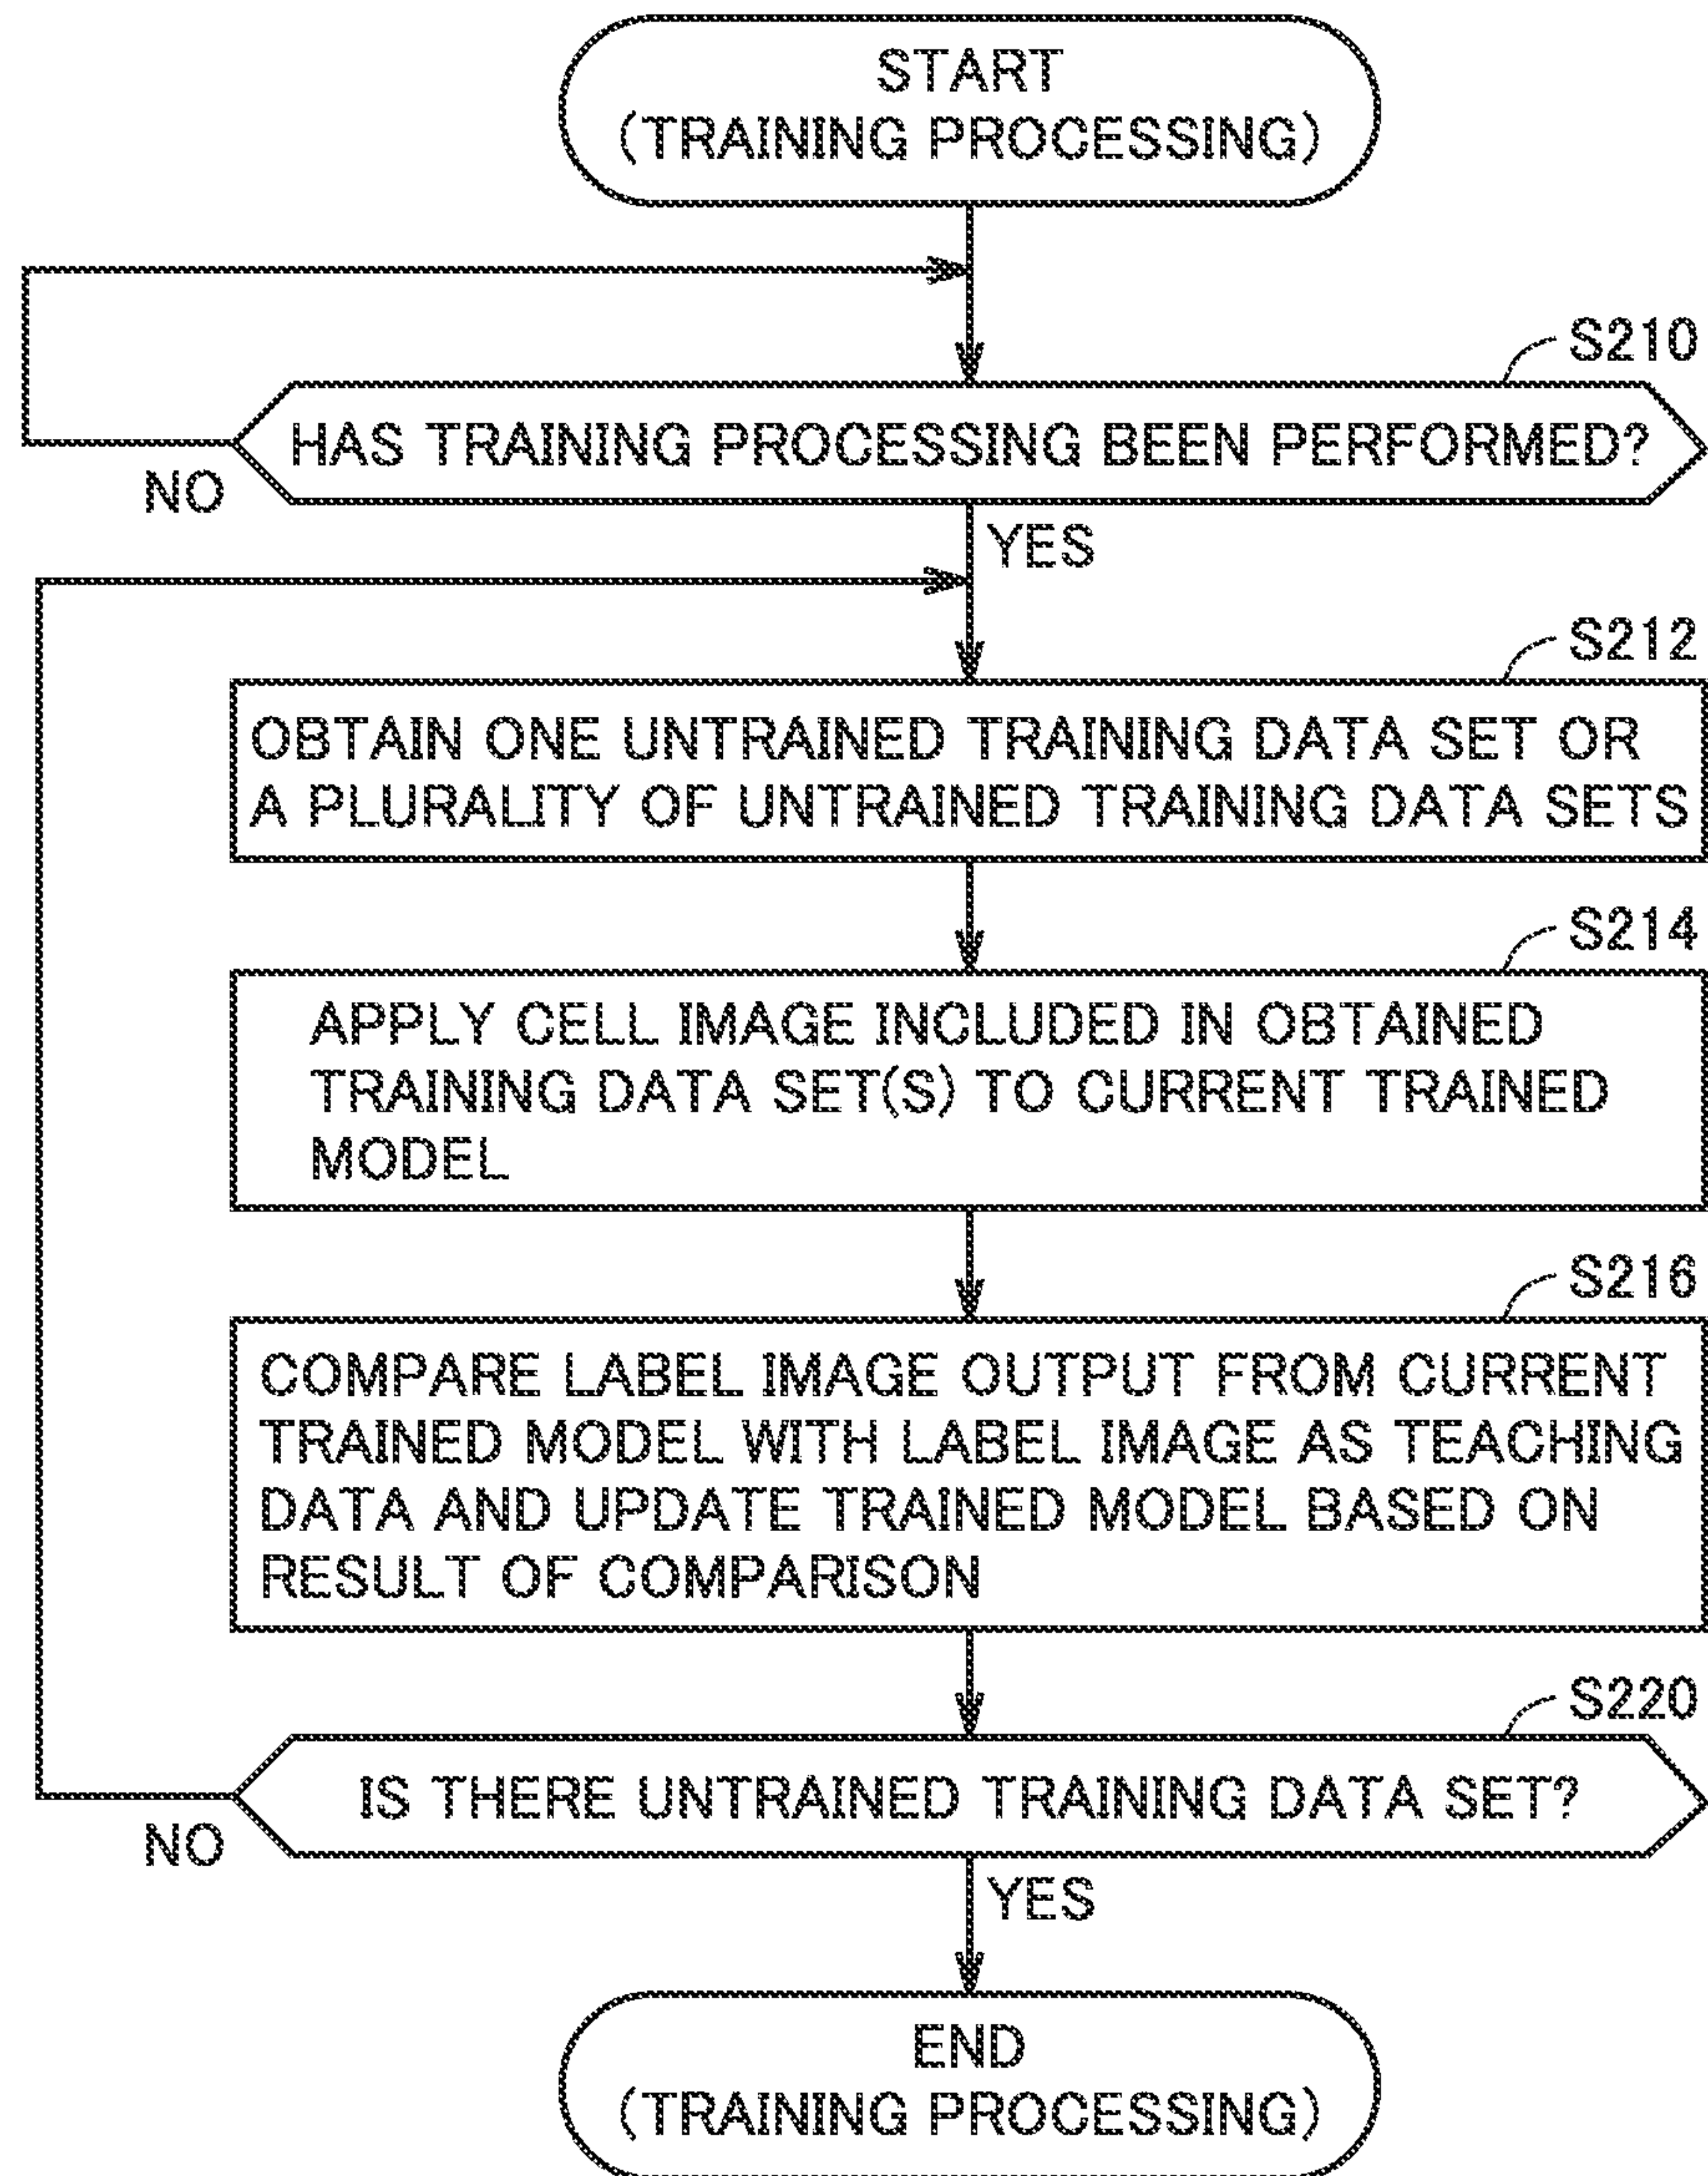 START
(TRAINING PROCESSING)
S210
HAS TRAINING PROCESSING BEEN PERFORMED?
NO
YES
S212
OBTAIN ONE UNTRAINED TRAINING DATA SET OR
A PLURALITY OF UNTRAINED TRAINING DATA SETS
S214
APPLY CELL IMAGE INCLUDED IN OBTAINED
TRAINING DATA SET(S) TO CURRENT TRAINED
MODEL
S216
COMPARE LABEL IMAGE OUTPUT FROM CURRENT
TRAINED MODEL WITH LABEL IMAGE AS TEACHING
DATA AND UPDATE TRAINED MODEL BASED ON
RESULT OF COMPARISON
S220
IS THERE UNTRAINED TRAINING DATA SET?
NO
YES
END
(TRAINING PROCESSING)